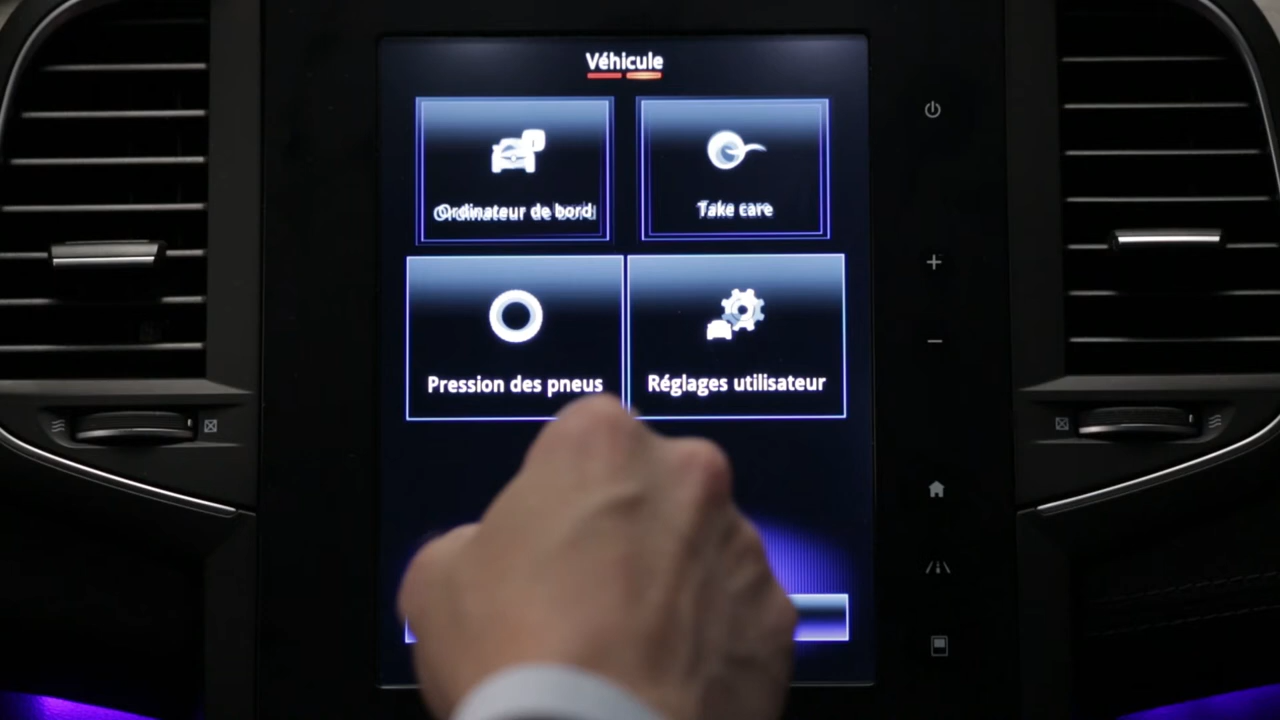 Véhicule
Ordinateur de bord
Take care
Pression des pneus
Réglages utilisateur